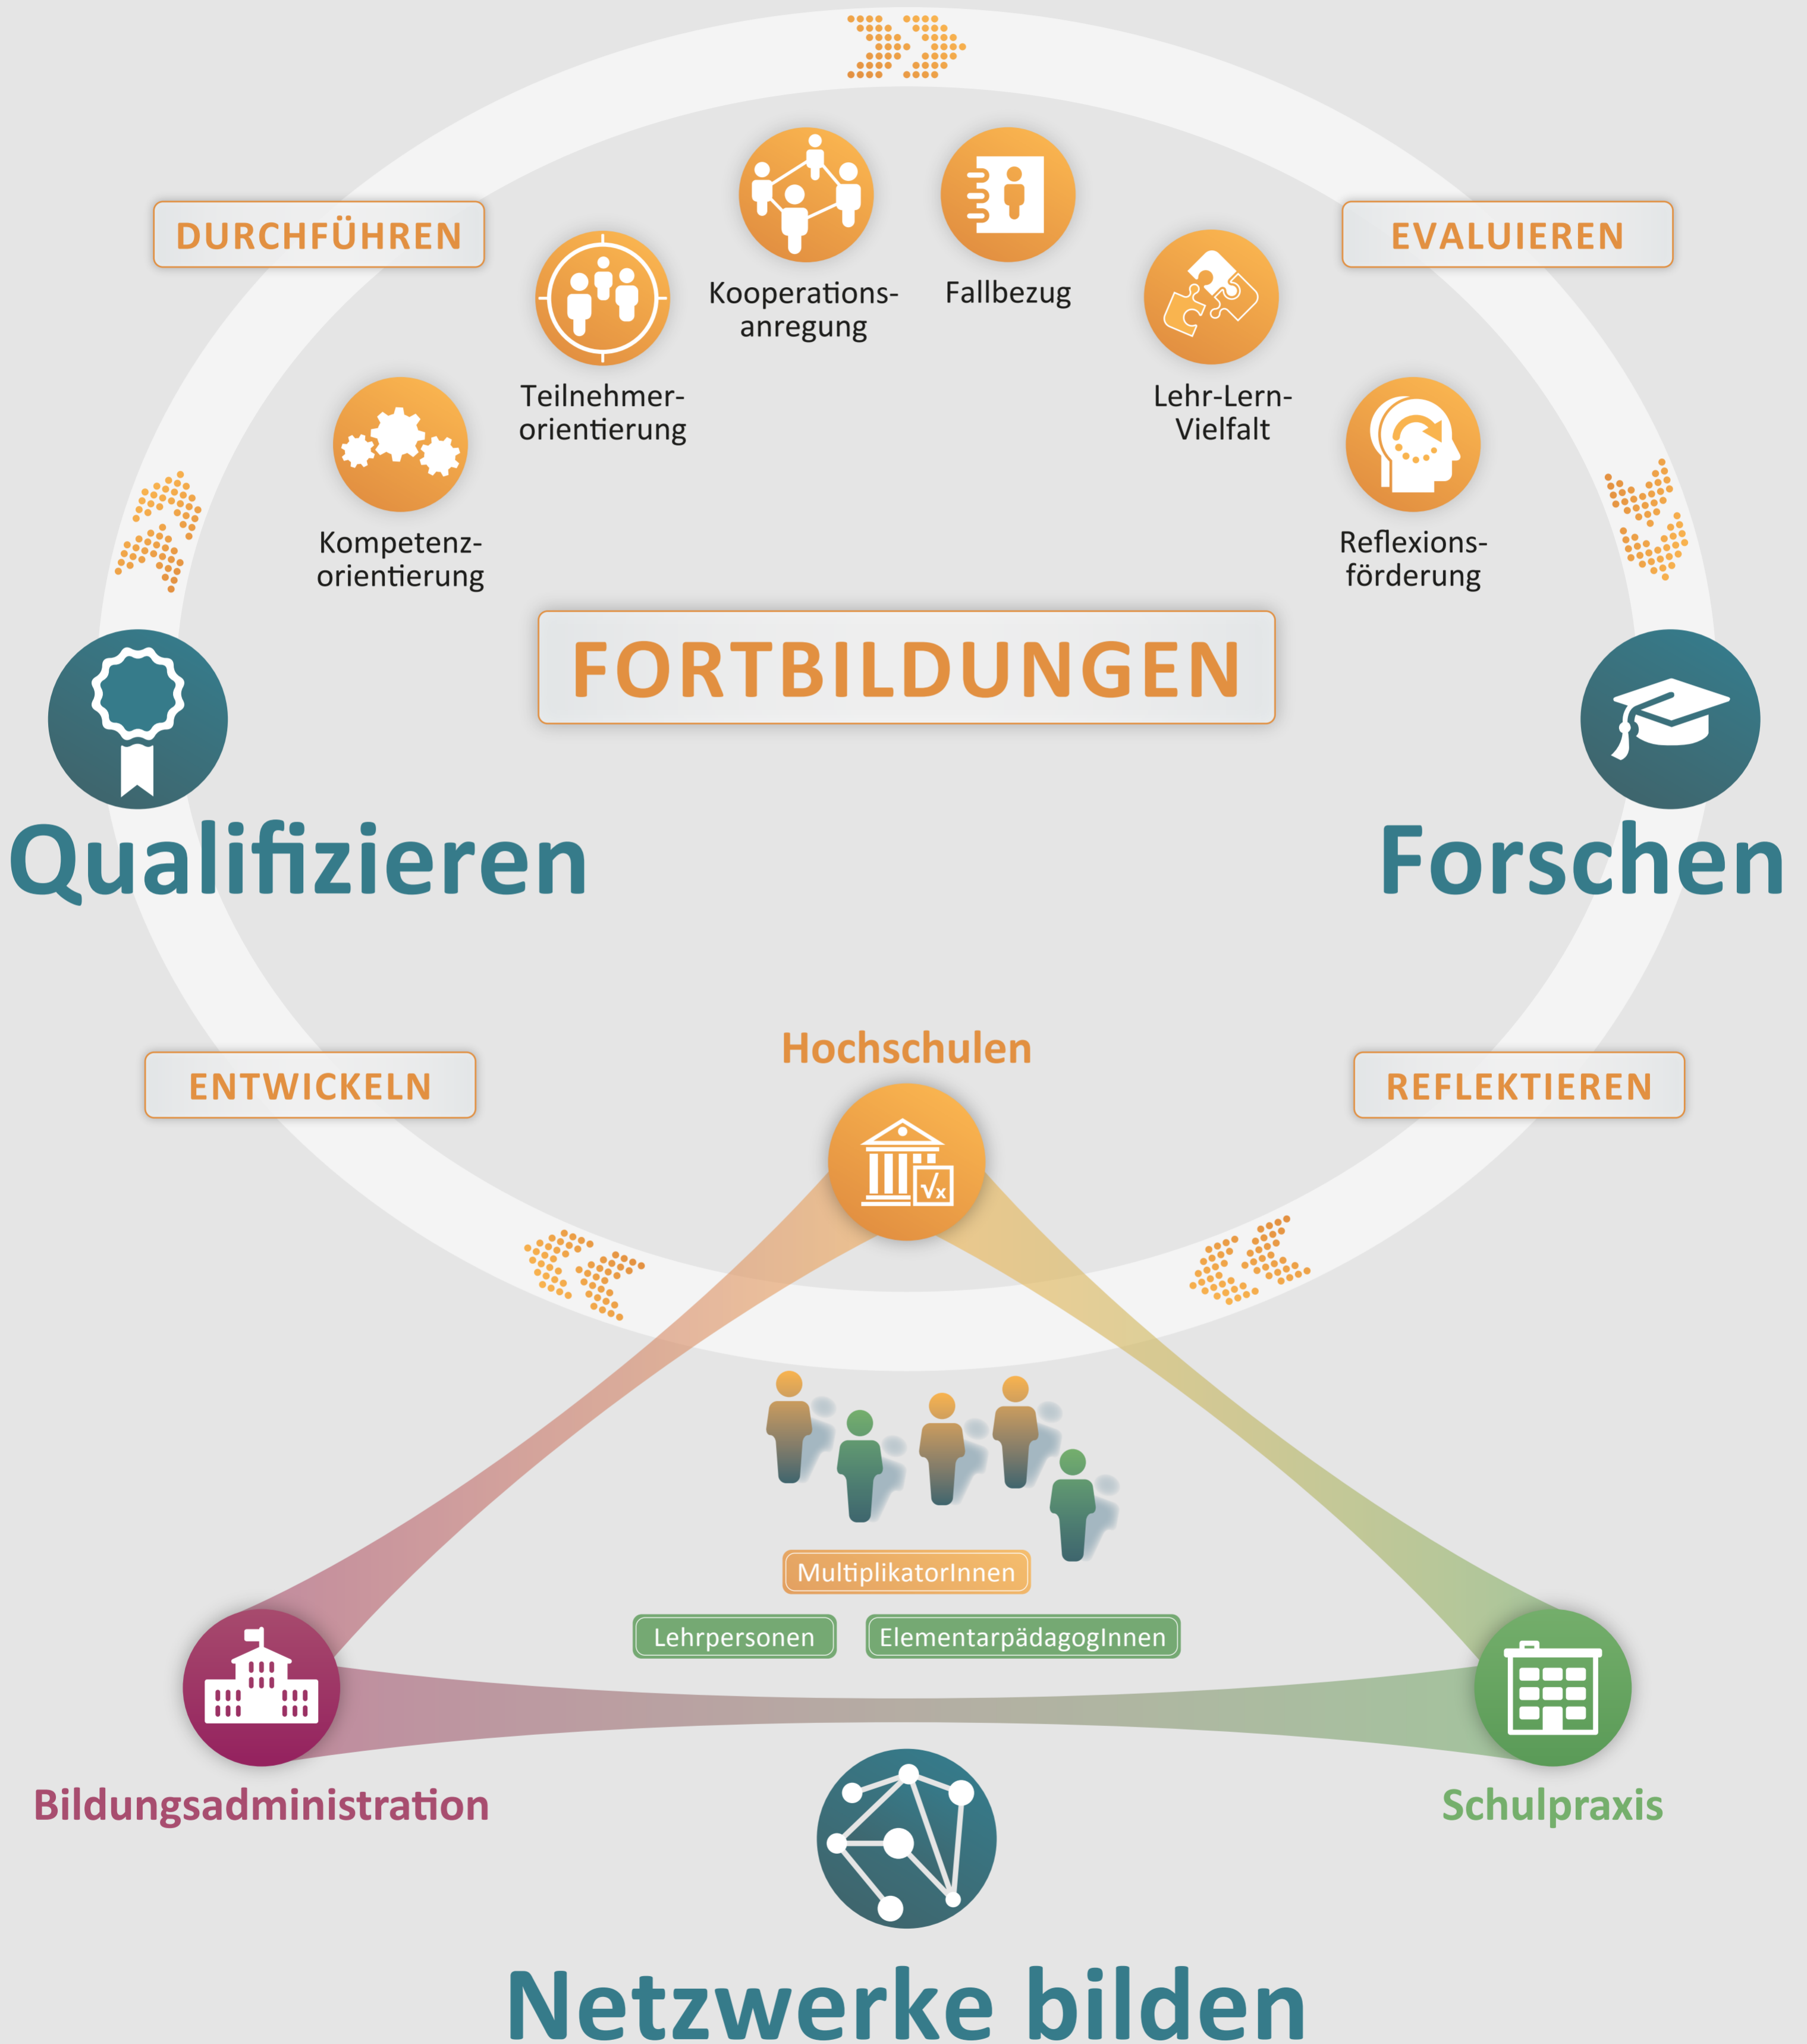 DURCHFÜHREN
EVALUIEREN
Kooperations-
anregung
Fallbezug
Teilnehmer-
orientierung
Lehr-Lern-
Vielfalt
Kompetenz-
orientierung
Reflexions-
förderung
FORTBILDUNGEN
Qualifizieren
Forschen
Hochschulen
ENTWICKELN
REFLEKTIEREN
√x
MultiplikatorInnen
Lehrpersonen
ElementarpädagogInnen
Bildungsadministration
Schulpraxis
Netzwerke bilden